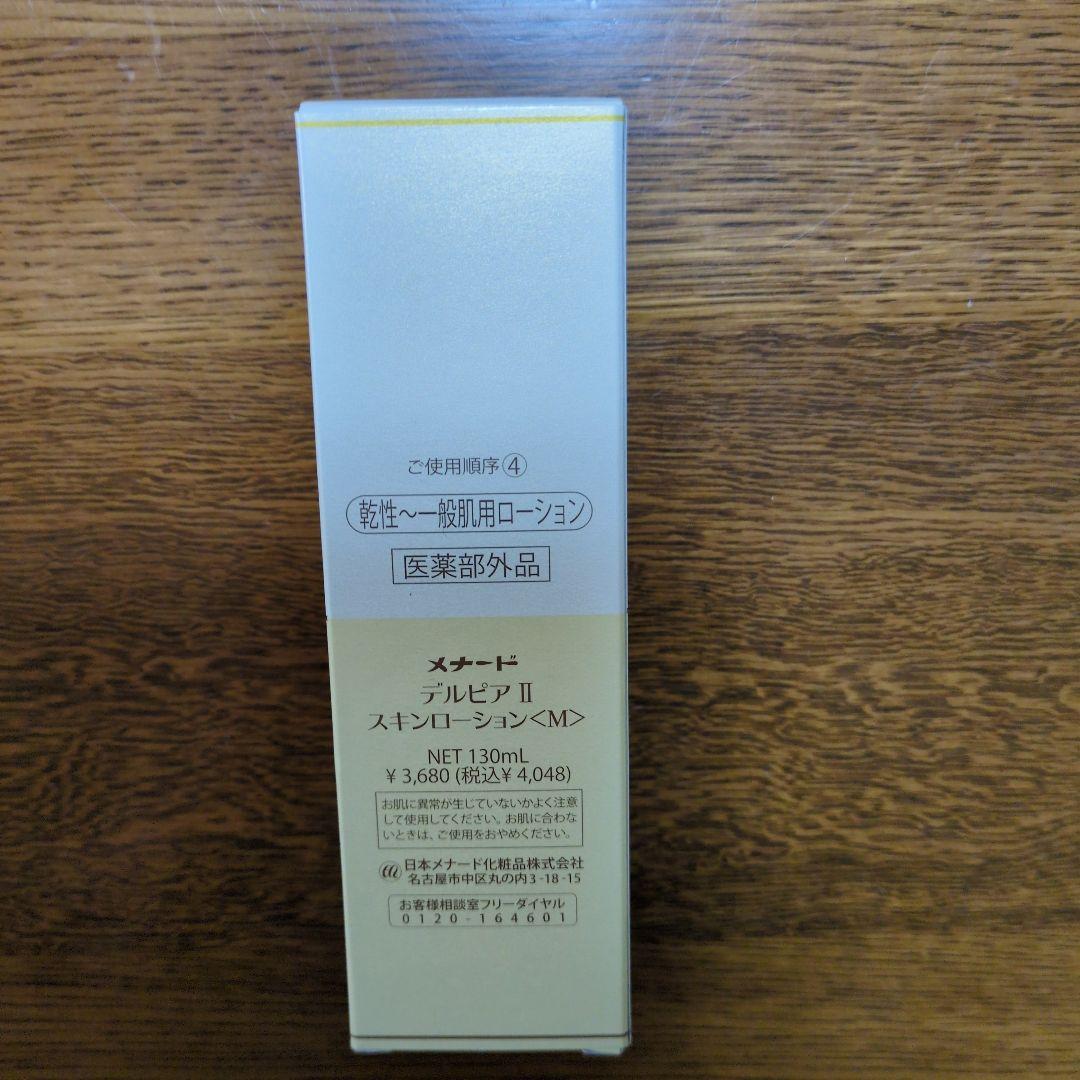 ご使用順序④
乾性～一般肌用ローション
医薬部外品
メナード
デルピアⅡ
スキンローション<M>
NET 130mL
¥3,680(税込¥4,048)
お肌に異常が生じていないかよく注意
して使用してください。お肌に合わな
いときは、ご使用をおやめください。
日本メナード化粧品株式会社
名古屋市中区丸の内3-18-15
お客様相談室フリーダイヤル
0120-164601